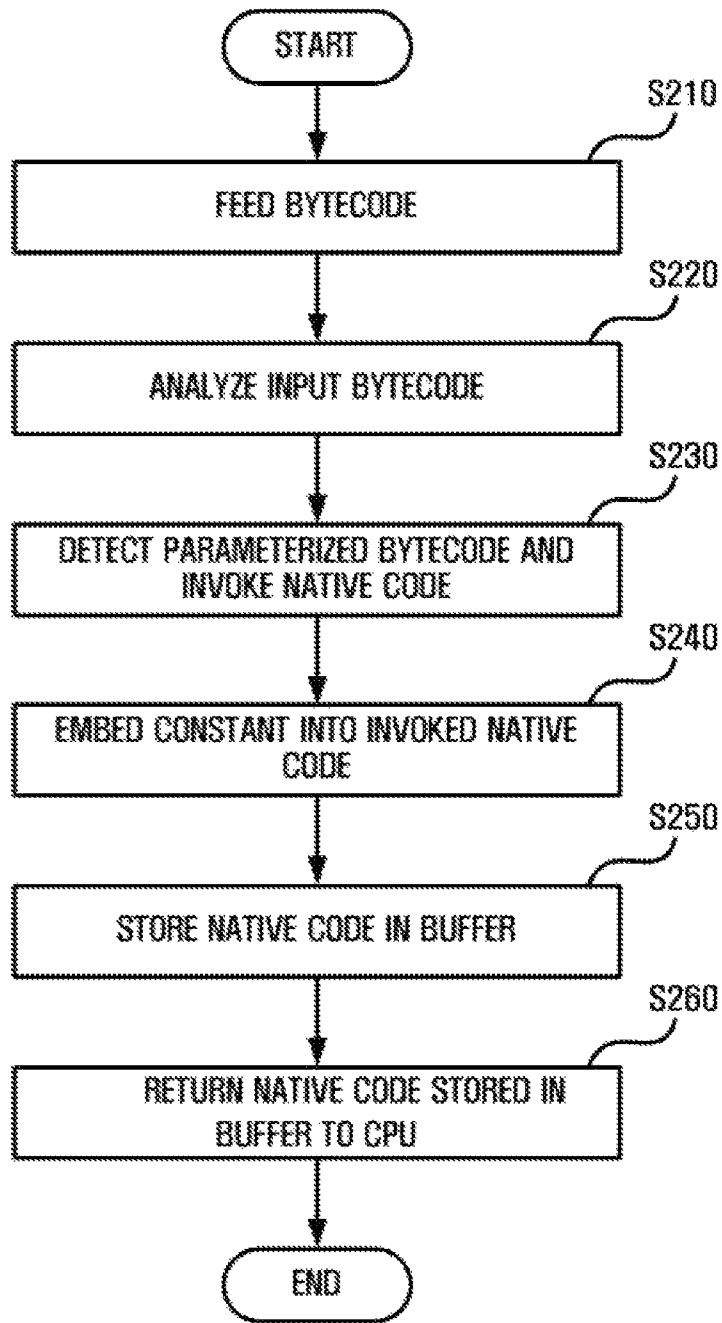 START
S210
FEED BYTECODE
S220
ANALYZE INPUT BYTECODE
S230
DETECT PARAMETERIZED BYTECODE AND
INVOKE NATIVE CODE
S240
EMBED CONSTANT INTO INVOKED NATIVE
CODE
S250
STORE NATIVE CODE IN BUFFER
S260
RETURN NATIVE CODE STORED IN
BUFFER TO CPU
END